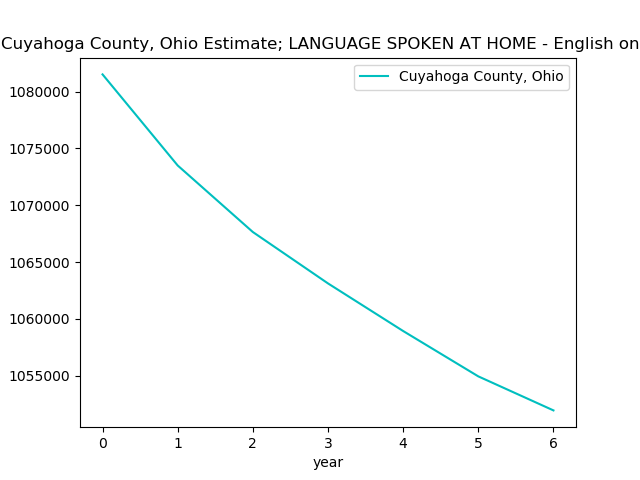 Cuyahoga County, Ohio Estimate; LANGUAGE SPOKEN AT HOME - English on
Cuyahoga County, Ohio
1080000
1075000
1070000
1065000
1060000
1055000
0 1 2 3 4 5 6
year